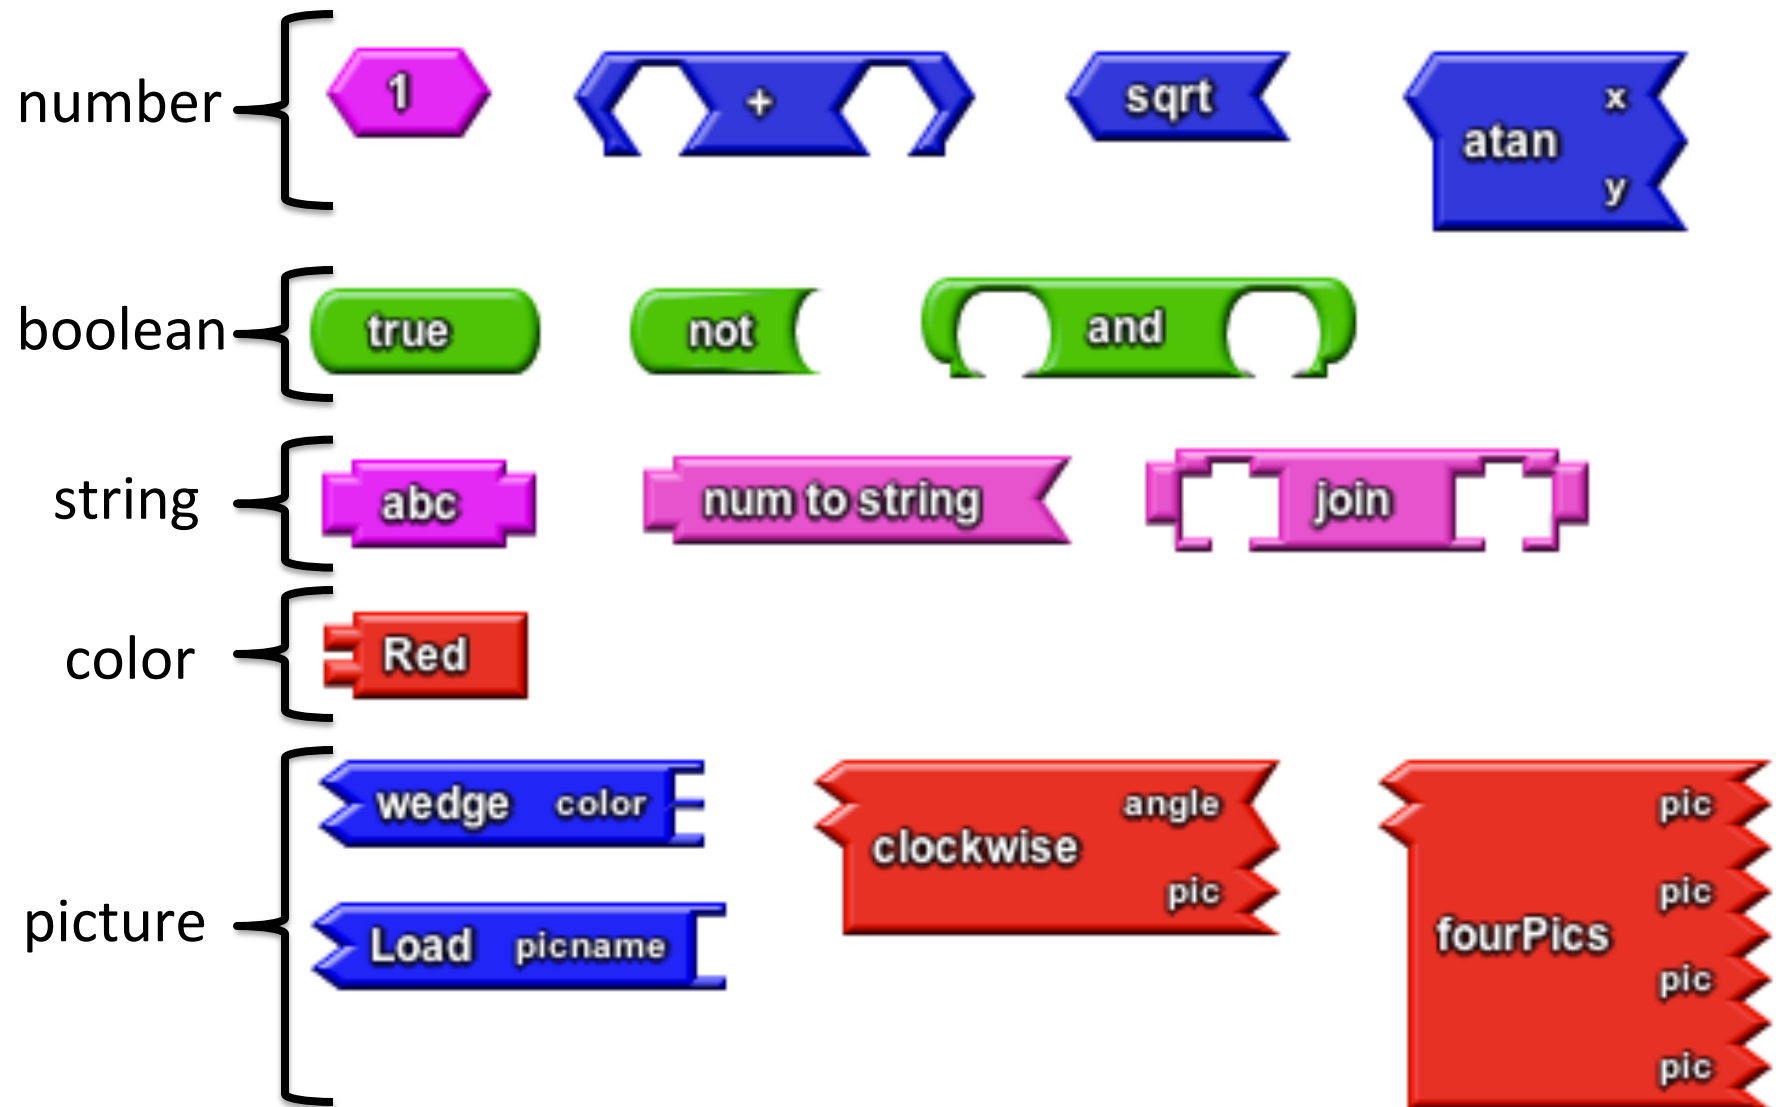 number
1
+
sqrt
atan
x
y
boolean
true
not
and
string
abc
num to string
join
color
Red
picture
wedge color
Load picname
clockwise
angle
pic
fourPics
pic
pic
pic
pic